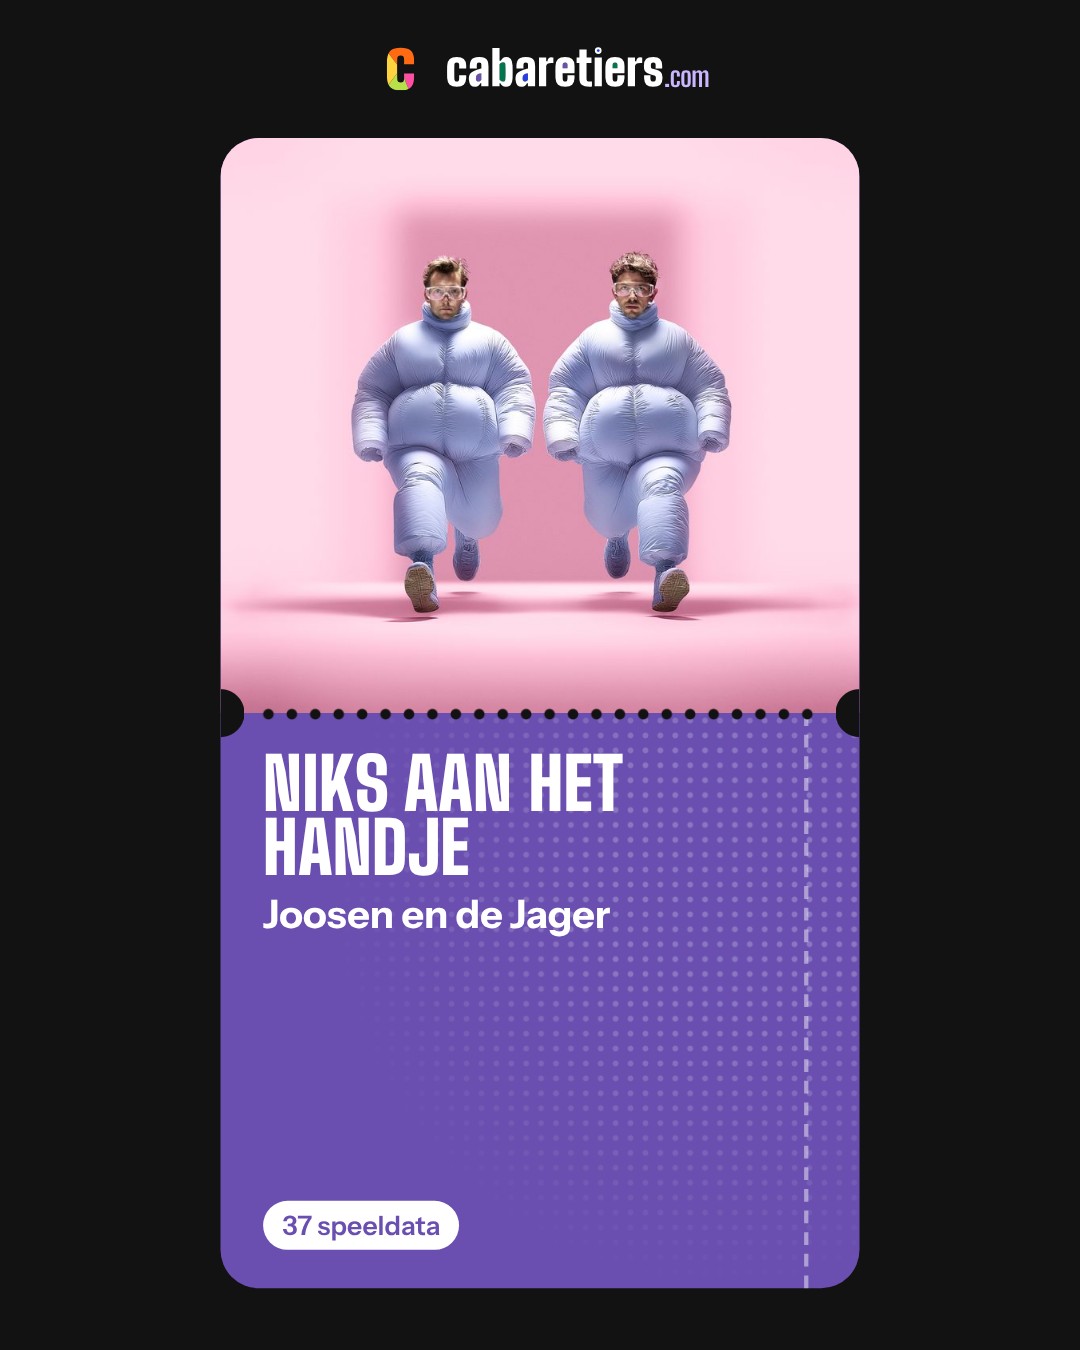 cabaretiers.com
NIKS AAN HET
HANDJE
Joosen en de Jager
37 speeldata